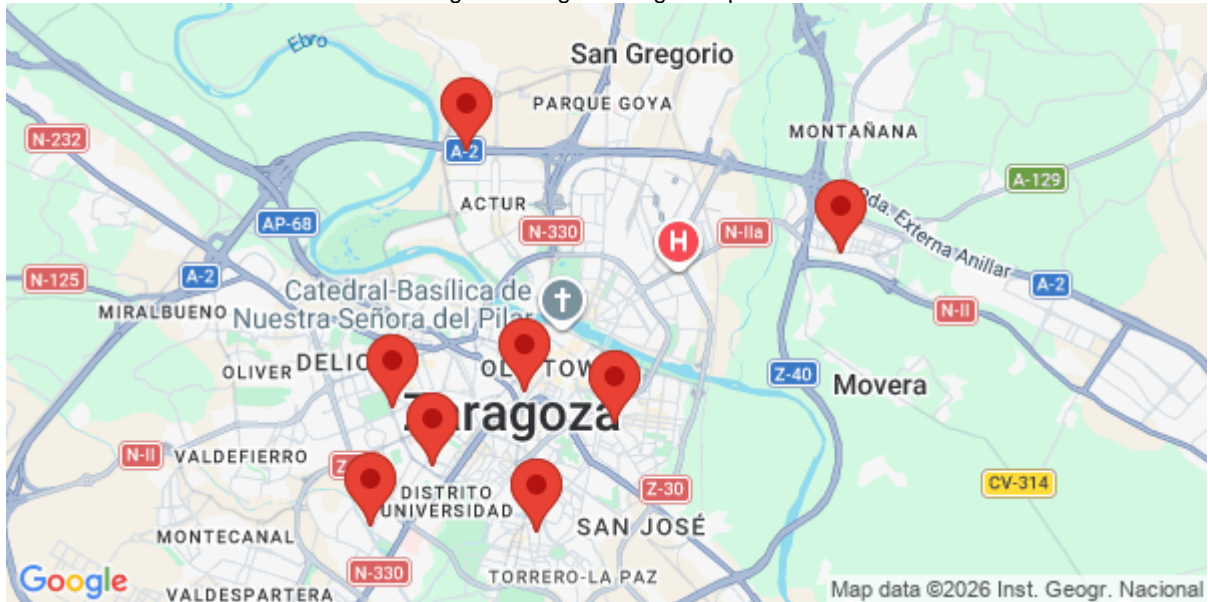 Ebro
San Gregorio
PARQUE GOYA
MONTAÑANA
N-232
A-2
A-129
ACTUR
AP-68
N-330
N-IIa
H
Rda. Externa Anillar
A-2
N-125
A-2
Catedral-Basílica de
Nuestra Señora del Pilar
MIRALBUENO
N-II
OLIVER
Z-40
Movera
Zaragoza
N-II
VALDEFIERRO
DISTRITO
UNIVERSIDAD
Z-30
CV-314
MONTECANAL
SAN JOSÉ
N-330
TORRERO-LA PAZ
Google
VALDESPARTERA
Map data ©2026 Inst. Geogr. Nacional